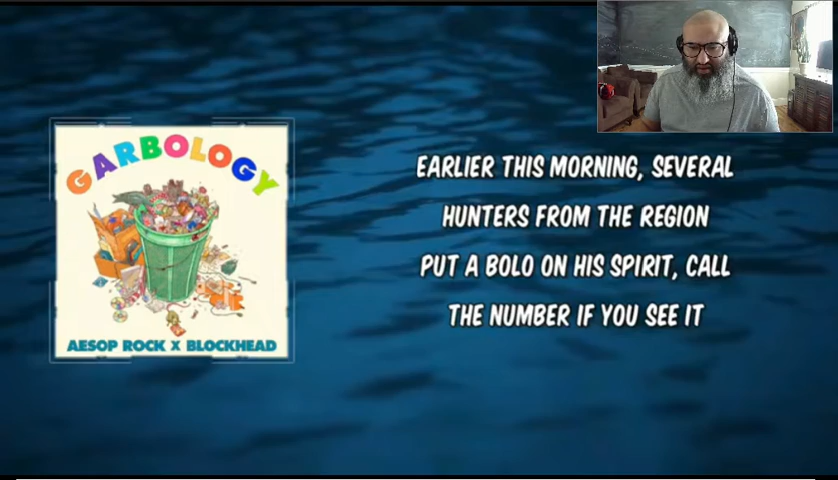 GARBOLOGY
AESOP ROCK X BLOCKHEAD
EARLIER THIS MORNING, SEVERAL
HUNTERS FROM THE REGION
PUT A BOLO ON HIS SPIRIT, CALL
THE NUMBER IF YOU SEE IT